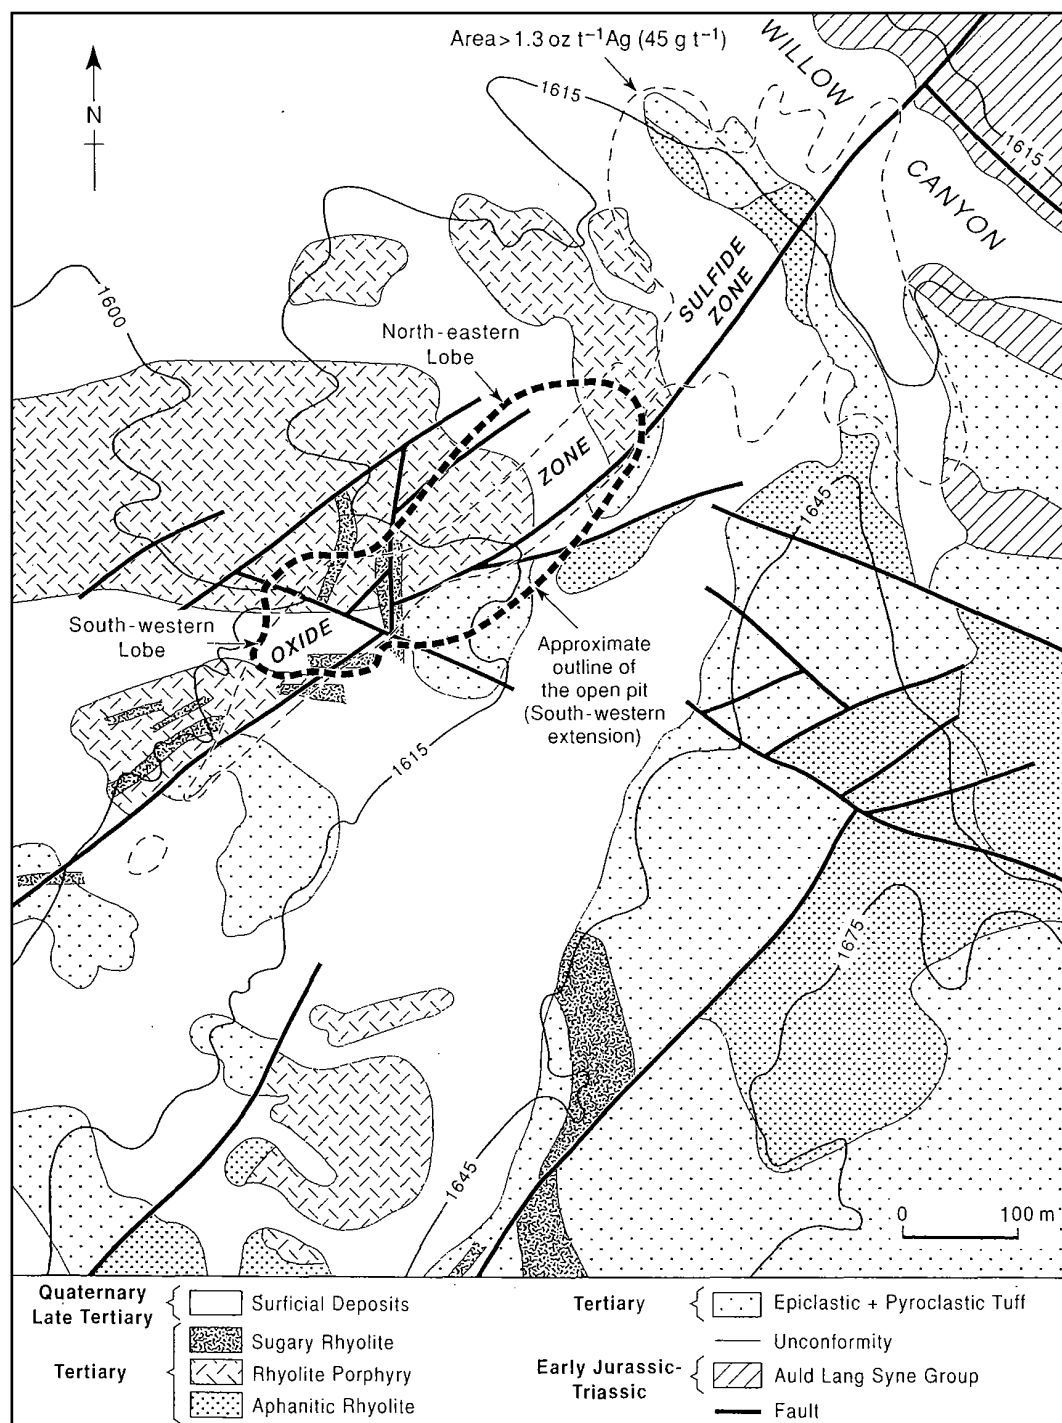 Area > 1.3 oz t⁻¹Ag (45 g t⁻¹)
WILLOW
CANYON
N
1615
1615
1600
SULFIDE
ZONE
North-eastern
Lobe
ZONE
1645
South-western
Lobe
OXIDE
Approximate
outline of
the open pit
(South-western
extension)
1615
1675
1645
0 100 m
Quaternary
Late Tertiary
Surficial Deposits
Tertiary
Sugary Rhyolite
Rhyolite Porphyry
Aphanitic Rhyolite
Tertiary
Epiclastic + Pyroclastic Tuff
Unconformity
Early Jurassic-
Triassic
Auld Lang Syne Group
Fault